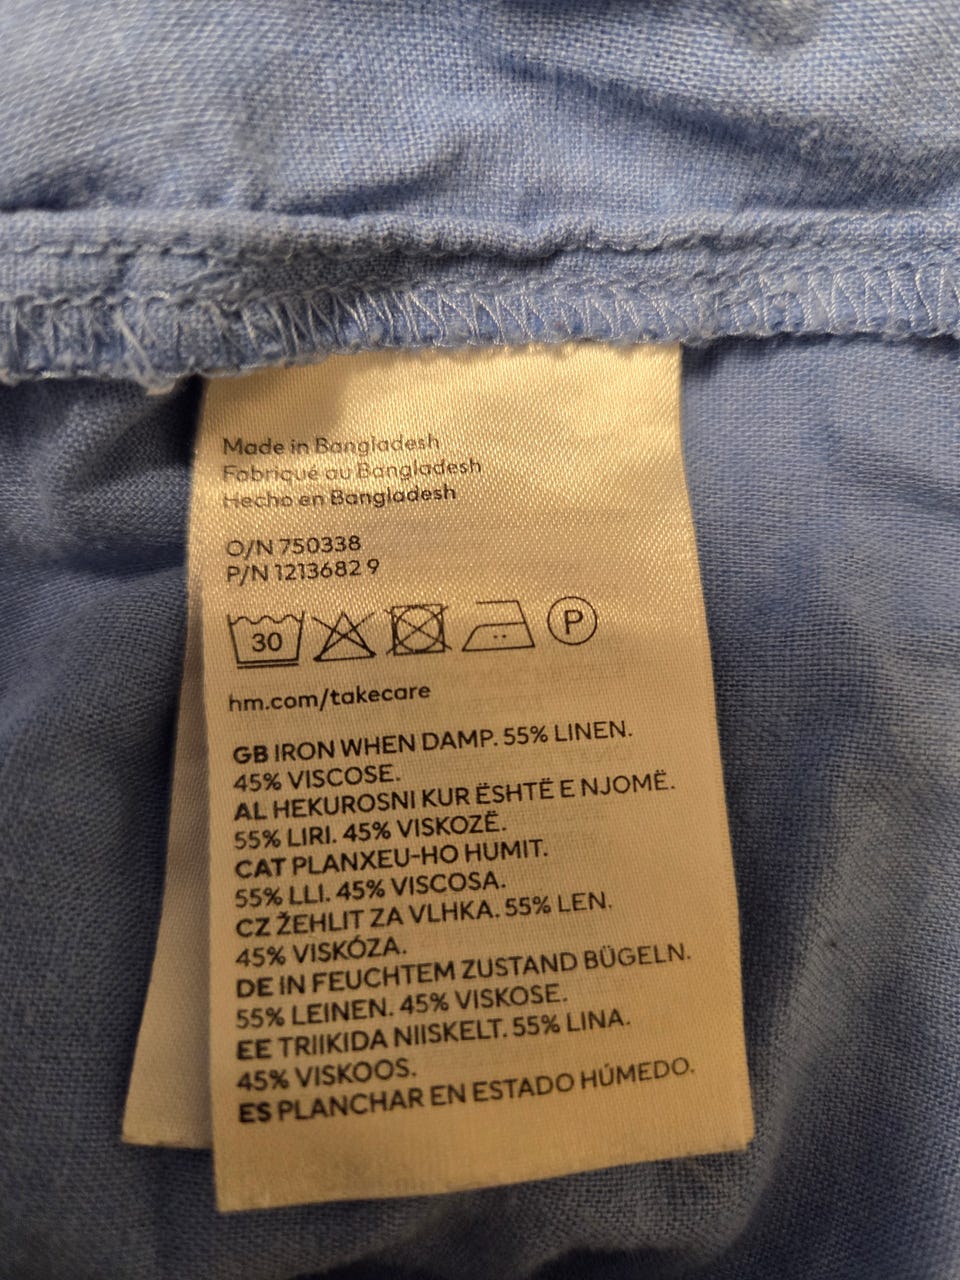 Made in Bangladesh
Fabriqué au Bangladesh
Hecho en Bangladesh
O/N 750338
P/N 1213682 9
30 P
hm.com/takecare
GB IRON WHEN DAMP. 55% LINEN.
45% VISCOSE.
AL HEKUROSNI KUR ËSHTË E NJOMË.
55% LIRI. 45% VISKOZË.
CAT PLANXEU-HO HUMIT.
55% LLI. 45% VISCOSA.
CZ ŽEHLIT ZA VLHKA. 55% LEN.
45% VISKÓZA.
DE IN FEUCHTEM ZUSTAND BÜGELN.
55% LEINEN. 45% VISKOSE.
EE TRIIKIDA NIISKELT. 55% LINA.
45% VISKOOS.
ES PLANCHAR EN ESTADO HÚMEDO.